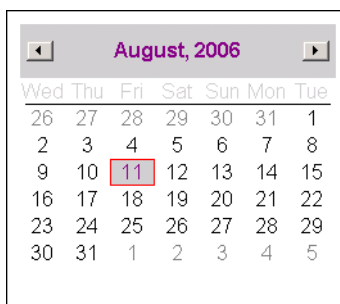 August, 2006
Wed Thu Fri Sat Sun Mon Tue
26 27 28 29 30 31 1
2 3 4 5 6 7 8
9 10 11 12 13 14 15
16 17 18 19 20 21 22
23 24 25 26 27 28 29
30 31 1 2 3 4 5